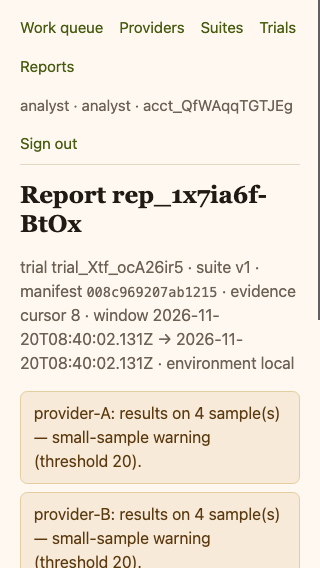 Work queue Providers Suites Trials
Reports
analyst · analyst · acct_QfWAqqTGTJEg
Sign out
Report rep_1x7ia6f-
BtOx
trial trial_Xtf_ocA26ir5 · suite v1 ·
manifest 008c969207ab1215 · evidence
cursor 8 · window 2026-11-
20T08:40:02.131Z → 2026-11-
20T08:40:02.131Z · environment local
provider-A: results on 4 sample(s)
— small-sample warning
(threshold 20).
provider-B: results on 4 sample(s)
— small-sample warning
(threshold 20).